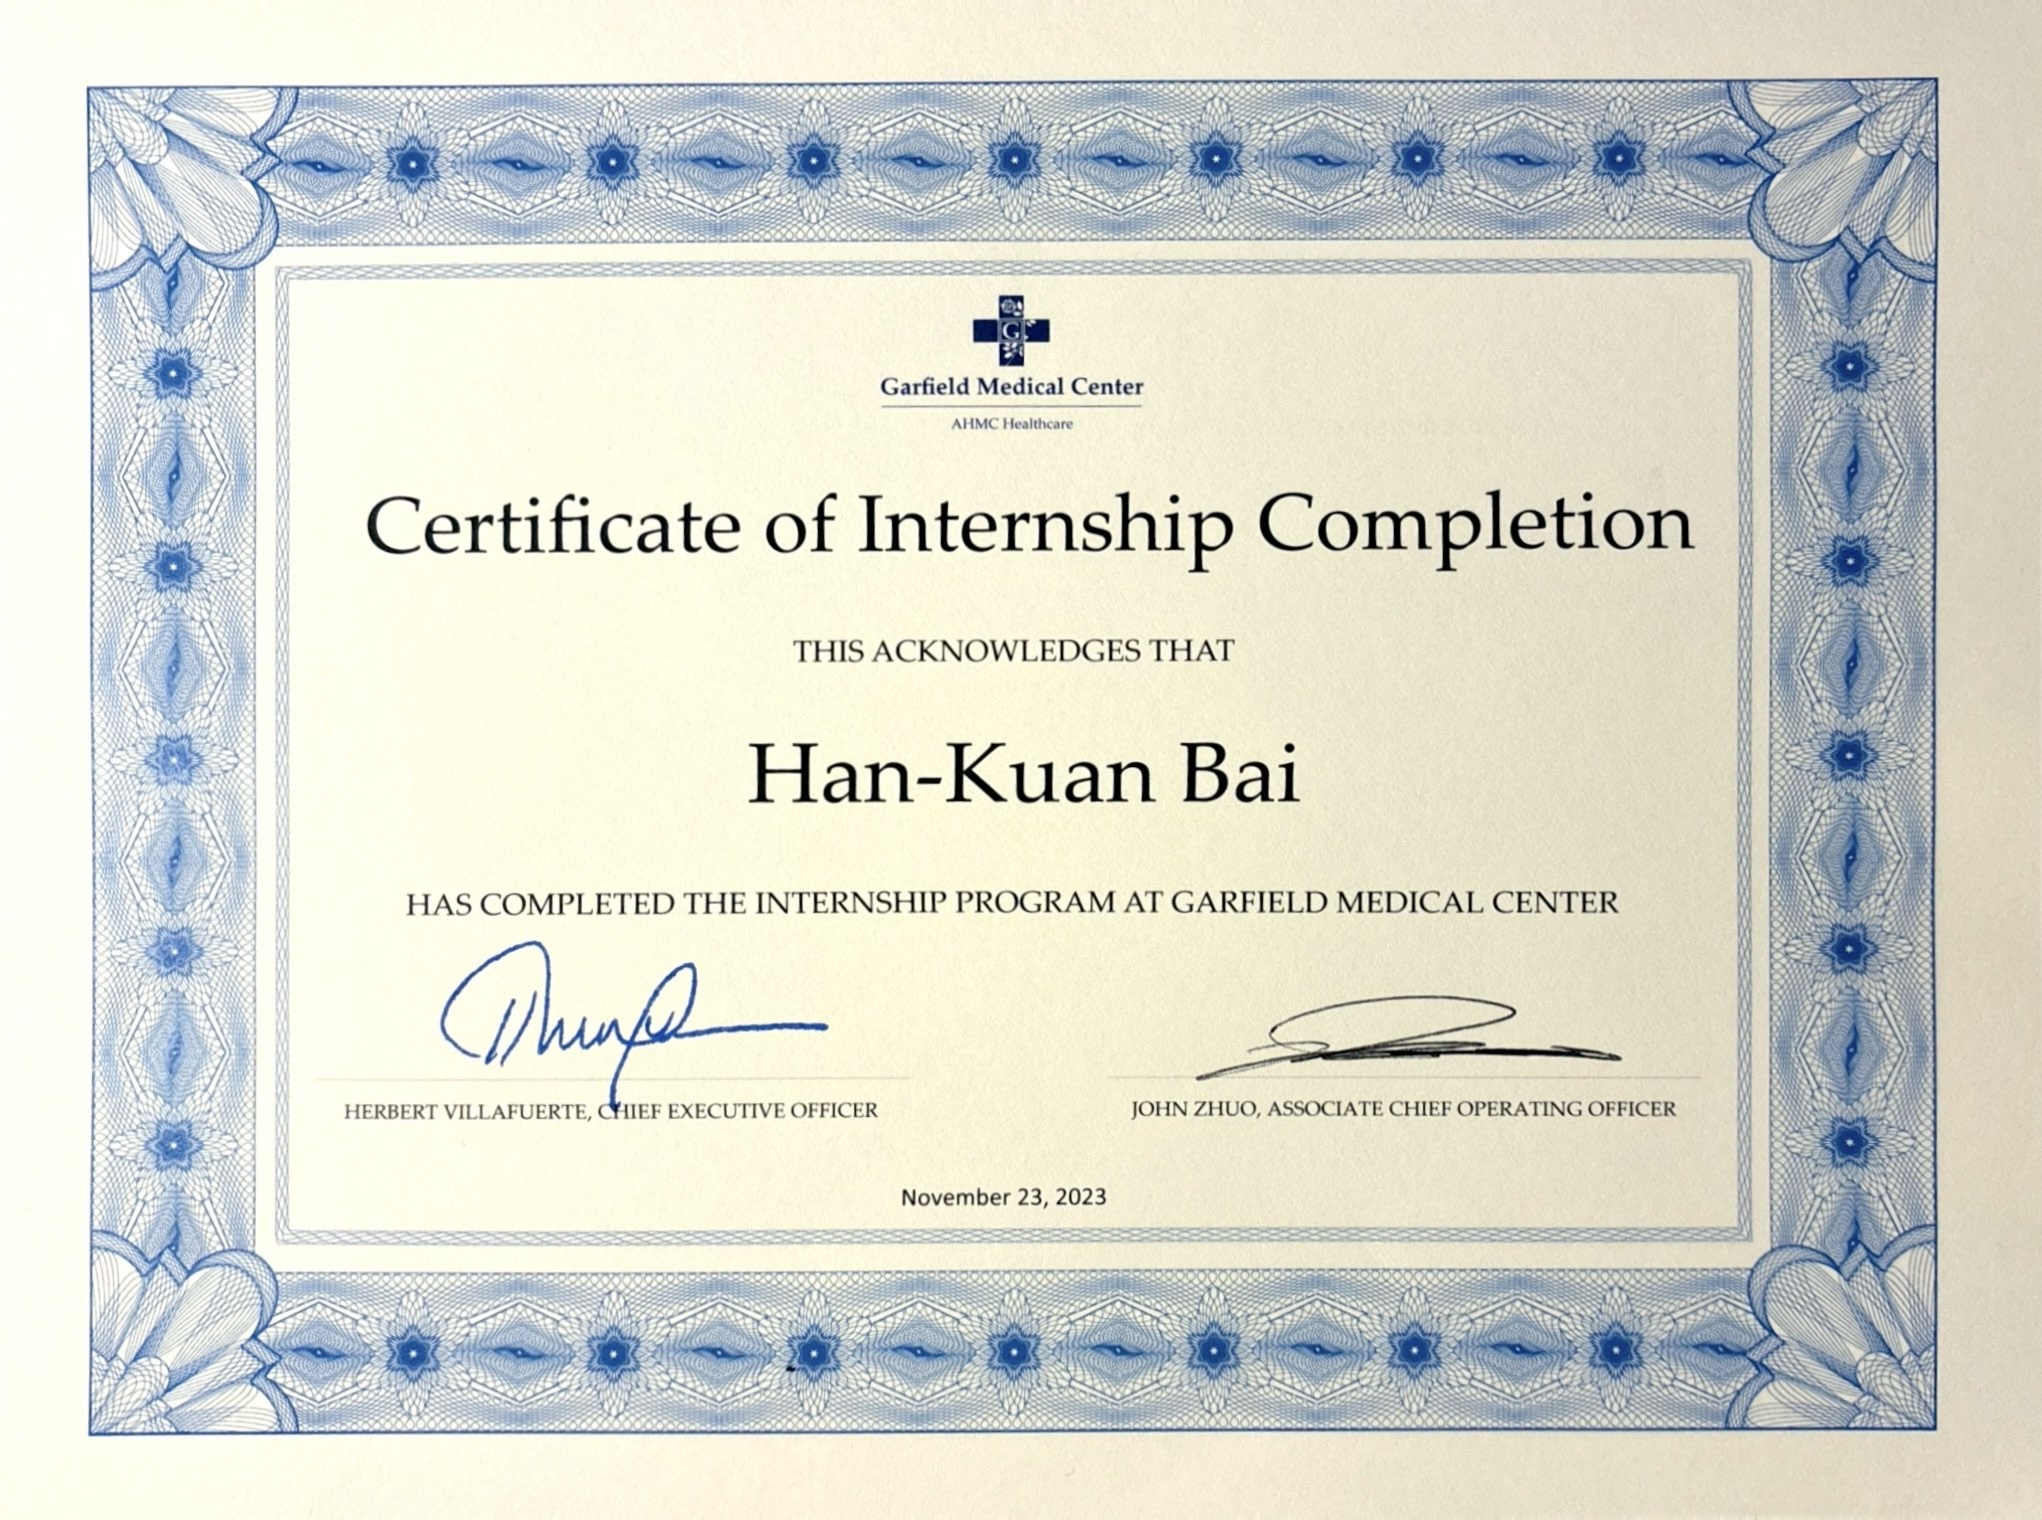 G
Garfield Medical Center
AHMC Healthcare
Certificate of Internship Completion
THIS ACKNOWLEDGES THAT
Han-Kuan Bai
HAS COMPLETED THE INTERNSHIP PROGRAM AT GARFIELD MEDICAL CENTER
HERBERT VILLAFUERTE, CHIEF EXECUTIVE OFFICER
JOHN ZHUO, ASSOCIATE CHIEF OPERATING OFFICER
November 23, 2023